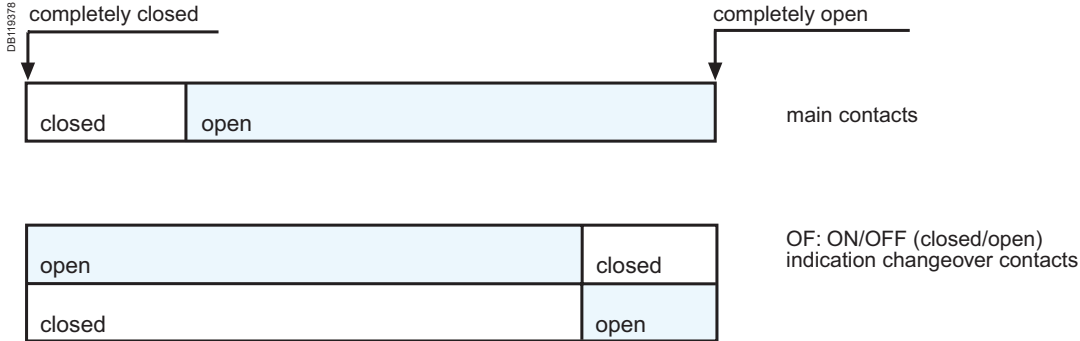 DB119378
completely closed
completely open
closed
open
main contacts
open
closed
OF: ON/OFF (closed/open)
indication changeover contacts
closed
open